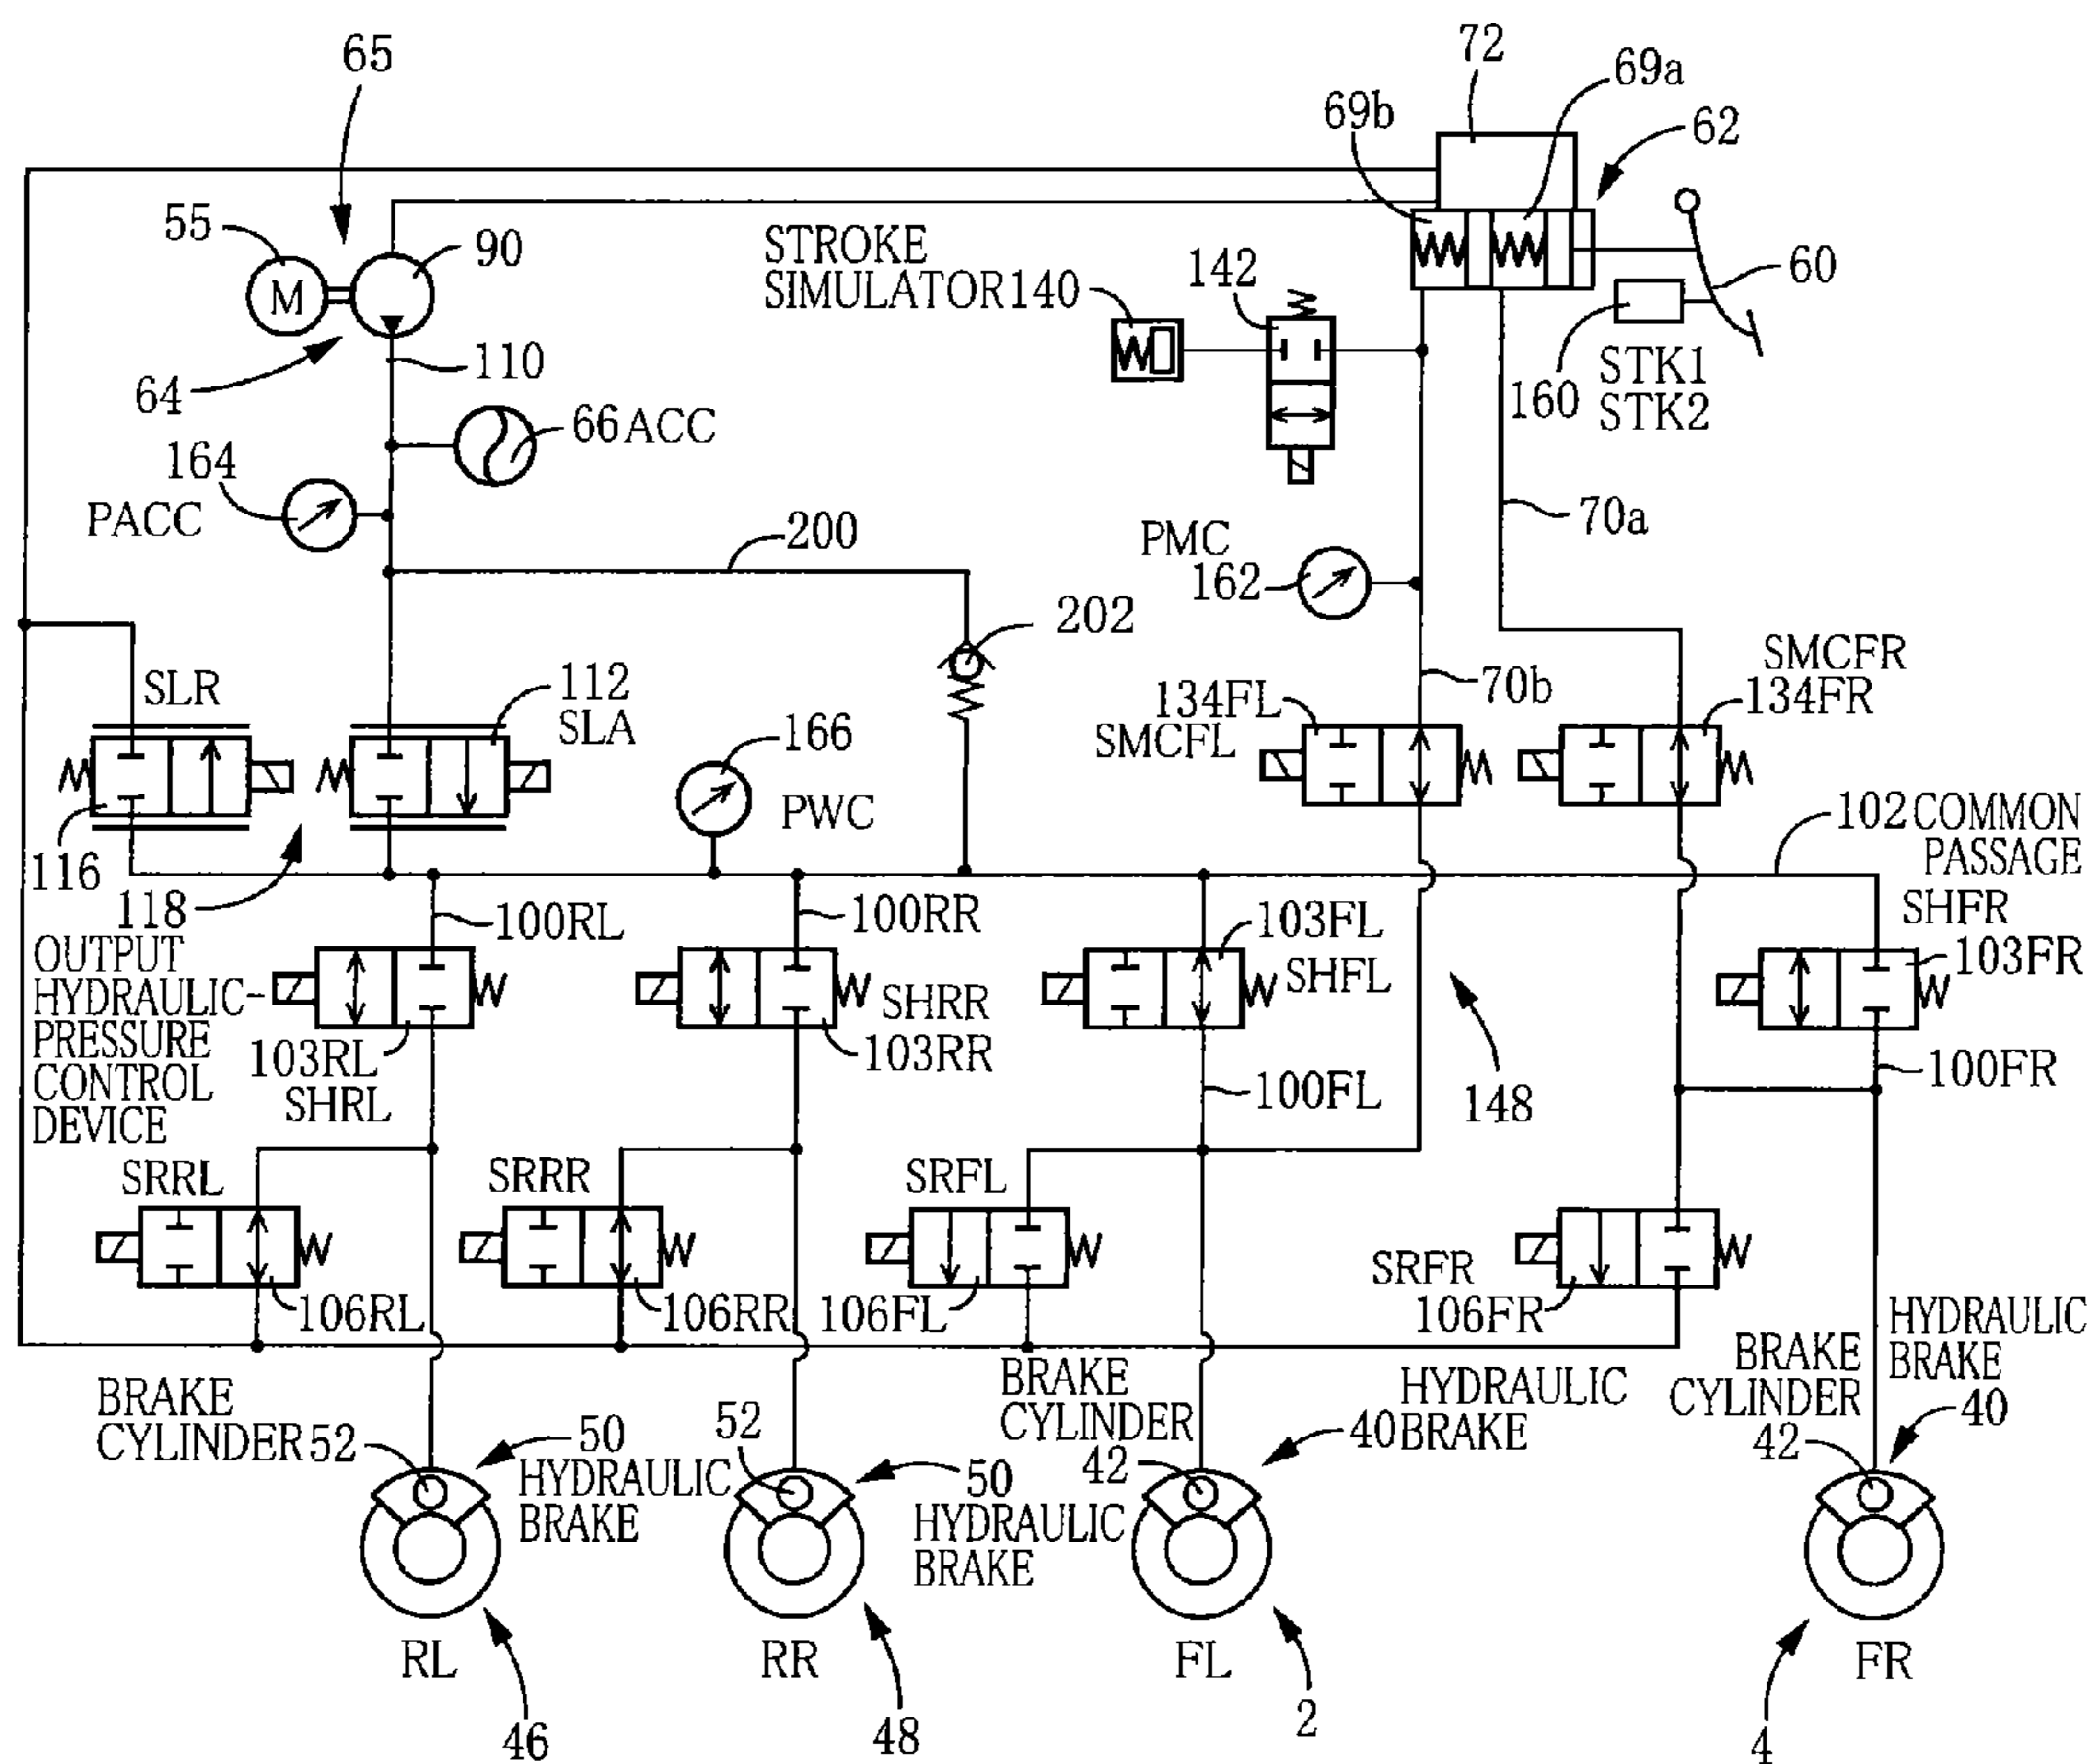 65
72
69a
69b
62
55
90
STROKE
SIMULATOR140
142
60
M
110
64
160
STK1
STK2
66ACC
164
PACC
70a
200
PMC
162
202
SMCFR
134FR
SLR
112
SLA
70b
134FL
SMCFL
166
PWC
102 COMMON
PASSAGE
116
118
OUTPUT
HYDRAULIC-
PRESSURE
CONTROL
DEVICE
100RL
100RR
103FL
SHFL
SHFR
103FR
SHRR
103RR
103RL
SHRL
100FL
148
100FR
SRRL
SRRR
SRFL
SRFR
106RL
106RR
106FL
106FR
BRAKE
CYLINDER52
50
HYDRAULIC
BRAKE
52
50
HYDRAULIC
BRAKE
BRAKE
CYLINDER
42
HYDRAULIC
40BRAKE
BRAKE
CYLINDER
42
HYDRAULIC
BRAKE
40
RL
RR
FL
FR
46
48
2
4